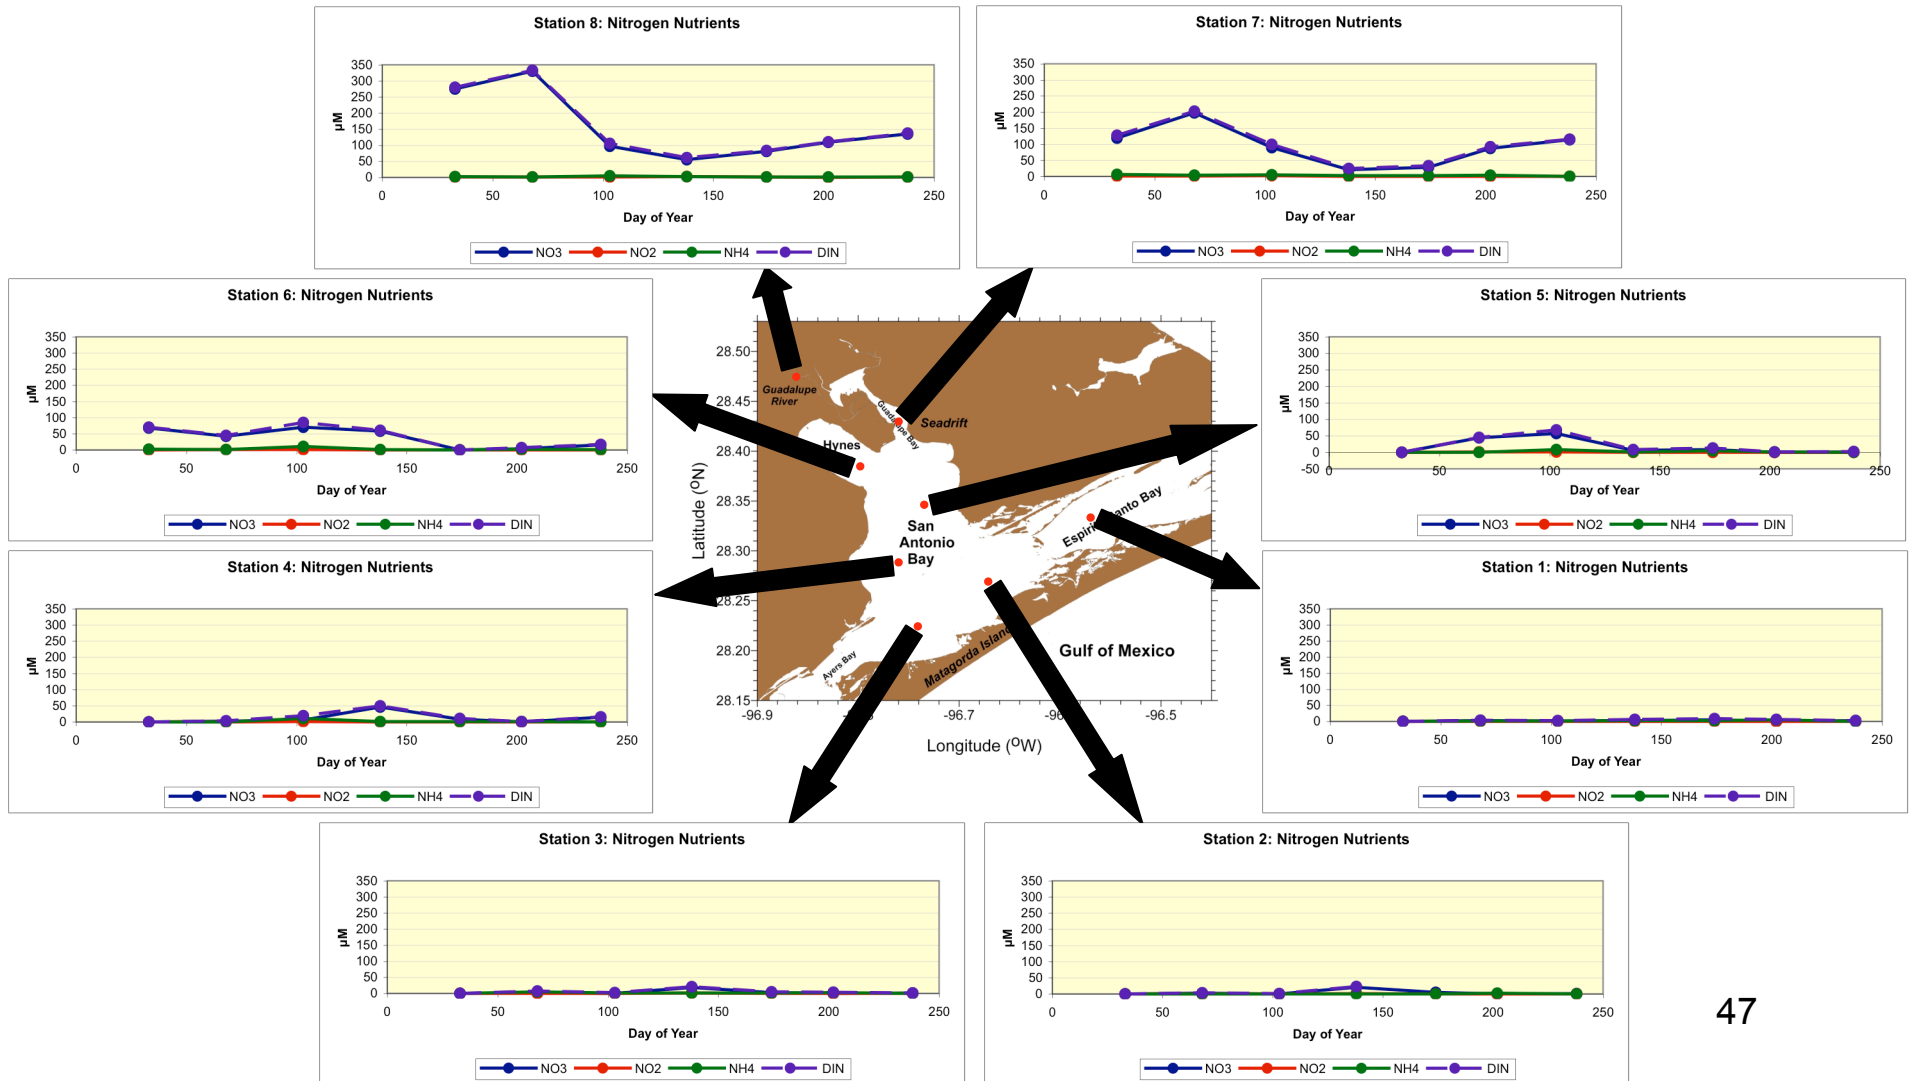 Station 8: Nitrogen Nutrients
350
300
250
200
150
100
50
0
µM
0 50 100 150 200 250
Day of Year
NO3 NO2 NH4 DIN
Station 7: Nitrogen Nutrients
350
300
250
200
150
100
50
0
µM
0 50 100 150 200 250
Day of Year
NO3 NO2 NH4 DIN
Station 6: Nitrogen Nutrients
350
300
250
200
150
100
50
0
µM
0 50 100 150 200 250
Day of Year
NO3 NO2 NH4 DIN
28.50
28.45
28.40
28.35
28.30
28.25
28.20
28.15
Latitude (ºN)
Guadalupe
River
Seadrift
Hynes
San
Antonio
Bay
Ayers Bay
Matagorda Island
Gulf of Mexico
-96.9 -96.7 -96.5
Longitude (ºW)
Station 5: Nitrogen Nutrients
350
300
250
200
150
100
50
0
-50
µM
50 100 150 200 250
Day of Year
NO3 NO2 NH4 DIN
Station 4: Nitrogen Nutrients
350
300
250
200
150
100
50
0
µM
0 50 100 150 200 250
Day of Year
NO3 NO2 NH4 DIN
Station 1: Nitrogen Nutrients
350
300
250
200
150
100
50
0
µM
0 50 100 150 200 250
Day of Year
NO3 NO2 NH4 DIN
Station 3: Nitrogen Nutrients
350
300
250
200
150
100
50
0
µM
0 50 100 150 200 250
Day of Year
NO3 NO2 NH4 DIN
Station 2: Nitrogen Nutrients
350
300
250
200
150
100
50
0
µM
0 50 100 150 200 250
Day of Year
NO3 NO2 NH4 DIN
47